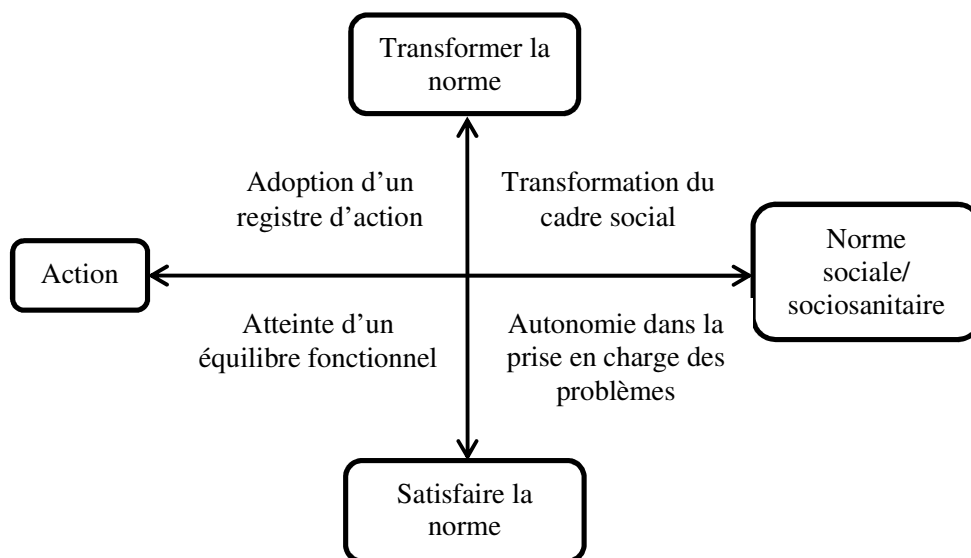 Transformer la
norme
Adoption d’un
registre d’action
Transformation du
cadre social
Action
Norme
sociale/
sociosanitaire
Atteinte d’un
équilibre fonctionnel
Autonomie dans la
prise en charge des
problèmes
Satisfaire la
norme